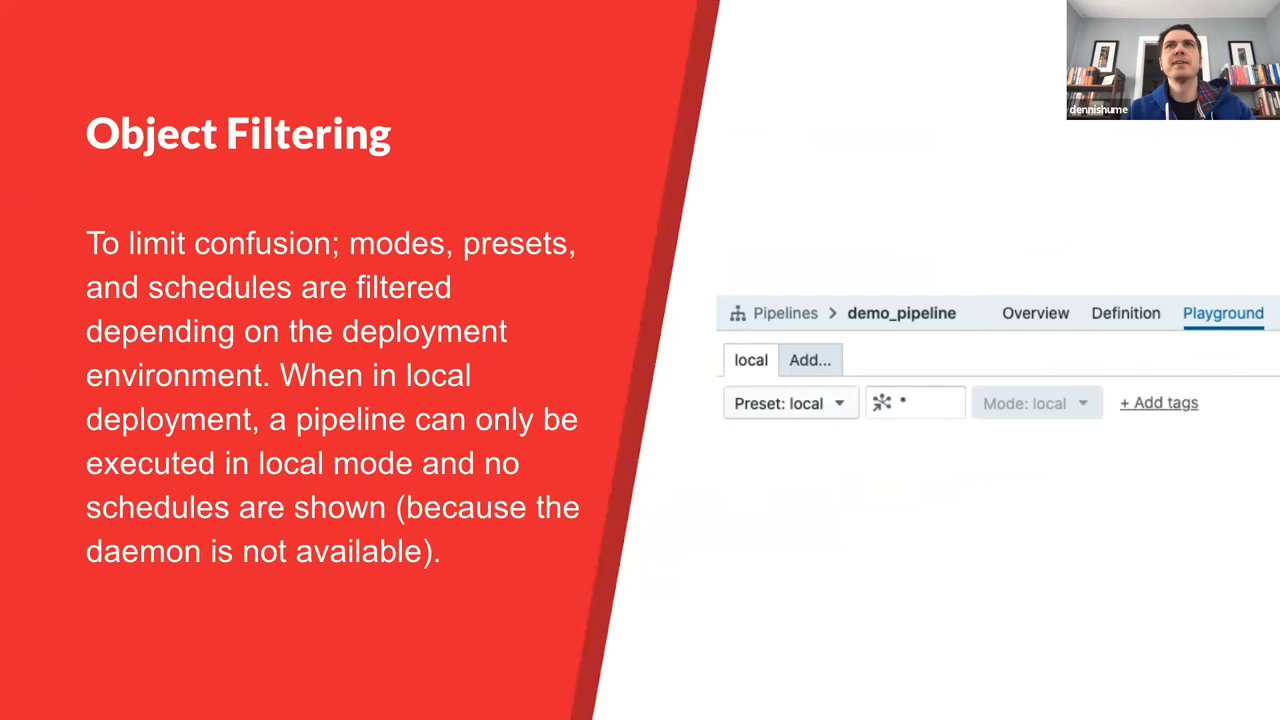 Object Filtering
To limit confusion; modes, presets,
and schedules are filtered
depending on the deployment
environment. When in local
deployment, a pipeline can only be
executed in local mode and no
schedules are shown (because the
daemon is not available).
dennishume
Pipelines > demo_pipeline Overview Definition Playground
local Add...
Preset: local * Mode: local + Add tags